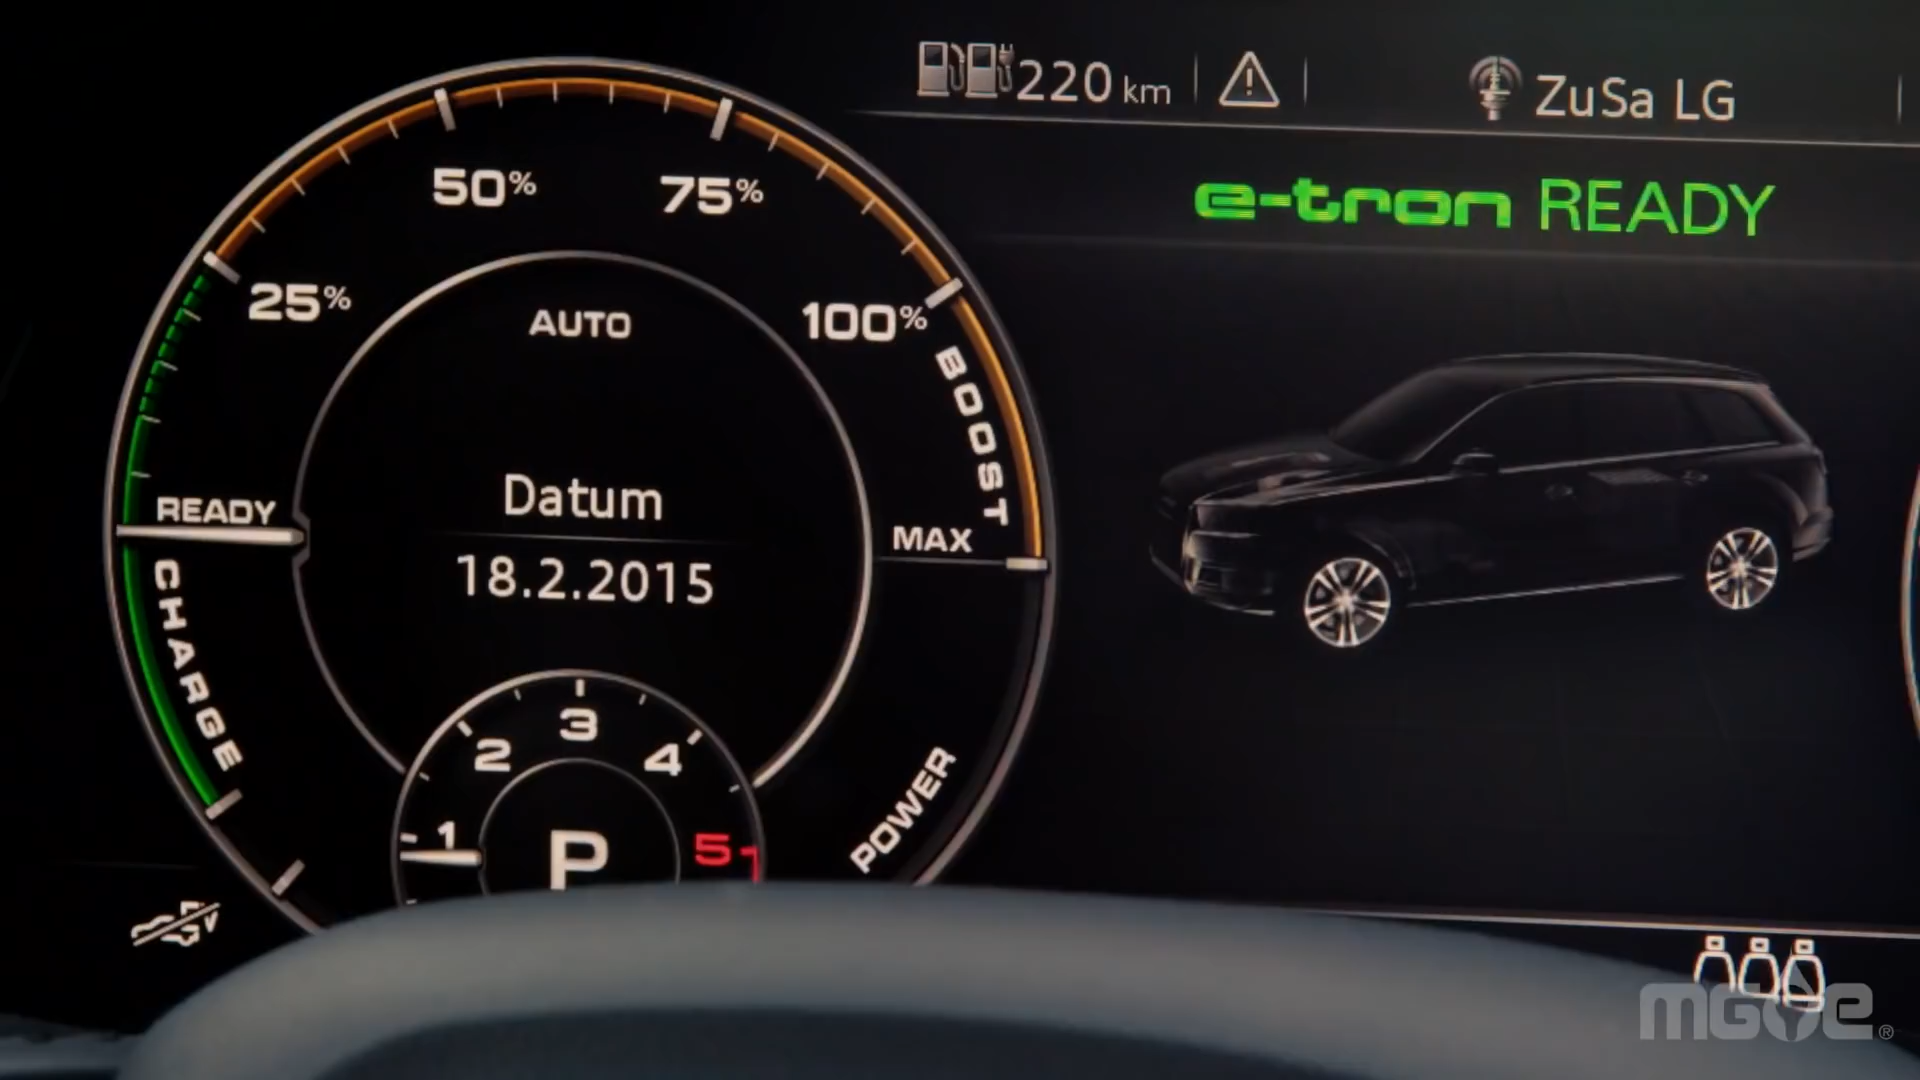 220 km
ZuSa LG
e-tron READY
50%
75%
25%
100%
AUTO
BOOST
Datum
READY
MAX
18.2.2015
CHARGE
3
2
4
POWER
1
5
P
mgoe®